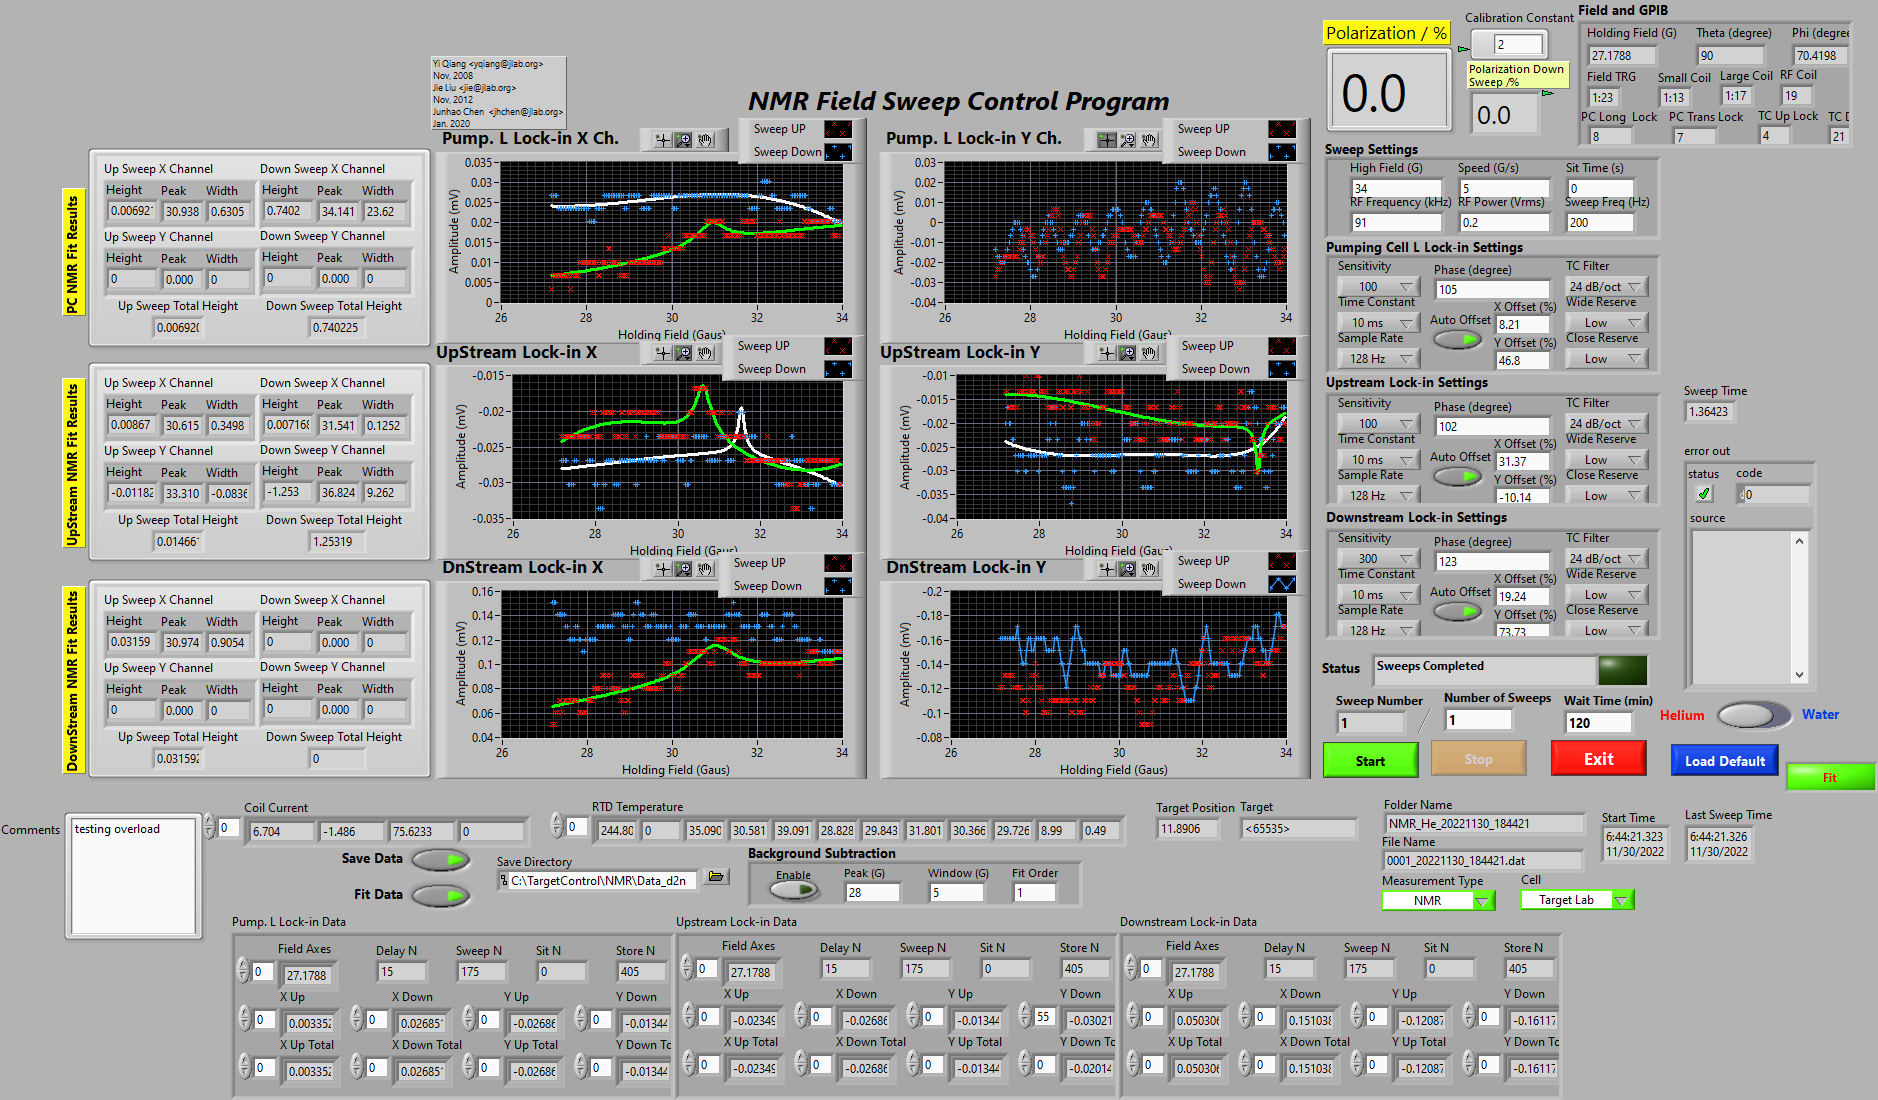 Yi Qiang <yqiang@jlab.org>
Nov, 2008
Jie Liu <jie@jlab.org>
Nov, 2012
Junhao Chen <jhchen@jlab.org>
Jan. 2020
NMR Field Sweep Control Program
Polarization / %
0.0
Calibration Constant
2
Polarization Down
Sweep /%
0.0
Field and GPIB
Holding Field (G) Theta (degree) Phi (degree
27.1788 90 70.4198
Field TRG Small Coil Large Coil RF Coil
1:23 1:13 1:17 19
PC Long Lock PC Trans Lock TC Up Lock TC D
8 7 4 21
PC NMR Fit Results
Up Sweep X Channel Down Sweep X Channel
Height Peak Width Height Peak Width
0.00692 30.938 0.6305 0.7402 34.141 23.62
Up Sweep Y Channel Down Sweep Y Channel
Height Peak Width Height Peak Width
0 0.000 0 0 0.000 0
Up Sweep Total Height Down Sweep Total Height
0.00692 0.740225
Pump. L Lock-in X Ch.
Sweep UP
Sweep Down
Amplitude (mV)
0.035
0.03
0.025
0.02
0.015
0.01
0.005
0
26 28 30 32 34
Holding Field (Gaus)
Pump. L Lock-in Y Ch.
Sweep UP
Sweep Down
Amplitude (mV)
0.03
0.02
0.01
0
-0.01
-0.02
-0.03
-0.04
26 28 30 32 34
Holding Field (Gaus)
UpStream NMR Fit Results
Up Sweep X Channel Down Sweep X Channel
Height Peak Width Height Peak Width
0.00867 30.615 0.3498 0.007168 31.541 0.1252
Up Sweep Y Channel Down Sweep Y Channel
Height Peak Width Height Peak Width
-0.01182 33.310 -0.0836 -1.253 36.824 9.262
Up Sweep Total Height Down Sweep Total Height
0.01466 1.25319
UpStream Lock-in X
Sweep UP
Sweep Down
Amplitude (mV)
-0.015
-0.02
-0.025
-0.03
-0.035
26 28 30 32 34
Holding Field (Gaus)
UpStream Lock-in Y
Sweep UP
Sweep Down
Amplitude (mV)
-0.01
-0.015
-0.02
-0.025
-0.03
-0.035
-0.04
26 28 30 32 34
Holding Field (Gaus)
DownStream NMR Fit Results
Up Sweep X Channel Down Sweep X Channel
Height Peak Width Height Peak Width
0.03159 30.974 0.9054 0 0.000 0
Up Sweep Y Channel Down Sweep Y Channel
Height Peak Width Height Peak Width
0 0.000 0 0 0.000 0
Up Sweep Total Height Down Sweep Total Height
0.031592 0
DnStream Lock-in X
Sweep UP
Sweep Down
Amplitude (mV)
0.16
0.14
0.12
0.1
0.08
0.06
0.04
26 28 30 32 34
Holding Field (Gaus)
DnStream Lock-in Y
Sweep UP
Sweep Down
Amplitude (mV)
-0.2
-0.18
-0.16
-0.14
-0.12
-0.1
-0.08
26 28 30 32 34
Holding Field (Gaus)
Sweep Settings
High Field (G) Speed (G/s) Sit Time (s)
34 5 0
RF Frequency (kHz) RF Power (Vrms) Sweep Freq (Hz)
91 0.2 200
Pumping Cell L Lock-in Settings
Sensitivity Phase (degree) TC Filter
100 105 24 dB/oct
Time Constant X Offset (%) Wide Reserve
10 ms Auto Offset 8.21 Low
Sample Rate Y Offset (%) Close Reserve
128 Hz 46.8 Low
Upstream Lock-in Settings
Sensitivity Phase (degree) TC Filter
100 102 24 dB/oct
Time Constant X Offset (%) Wide Reserve
10 ms Auto Offset 31.37 Low
Sample Rate Y Offset (%) Close Reserve
128 Hz -10.14 Low
Downstream Lock-in Settings
Sensitivity Phase (degree) TC Filter
300 123 24 dB/oct
Time Constant X Offset (%) Wide Reserve
10 ms Auto Offset 19.24 Low
Sample Rate Y Offset (%) Close Reserve
128 Hz 73.73 Low
Sweep Time
1.36423
error out
status code
0
source
Status Sweeps Completed
Sweep Number Number of Sweeps Wait Time (min)
1 / 1 120
Helium Water
Start Stop Exit Load Default Fit
Comments
testing overload
Coil Current
0 6.704 -1.486 75.6233 0
RTD Temperature
0 244.80 0 35.090 30.581 39.091 28.828 29.843 31.801 30.366 29.726 8.99 0.49
Target Position Target
11.8906 <65535>
Folder Name
NMR_He_20221130_184421
File Name
0001_20221130_184421.dat
Start Time Last Sweep Time
6:44:21.323 6:44:21.326
11/30/2022 11/30/2022
Save Data
Fit Data
Save Directory
C:\TargetControl\NMR\Data_d2n
Background Subtraction
Enable Peak (G) Window (G) Fit Order
28 5 1
Measurement Type Cell
NMR Target Lab
Pump. L Lock-in Data
Field Axes Delay N Sweep N Sit N Store N
0 27.1788 15 175 0 405
X Up X Down Y Up Y Down
0 0.003352 0 0.02685 0 -0.02686 0 -0.01344
X Up Total X Down Total Y Up Total Y Down To
0 0.003352 0 0.02685 0 -0.02686 0 -0.01344
Upstream Lock-in Data
Field Axes Delay N Sweep N Sit N Store N
0 27.1788 15 175 0 405
X Up X Down Y Up Y Down
0 -0.02349 0 -0.02686 0 -0.01344 55 -0.03021
X Up Total X Down Total Y Up Total Y Down To
0 -0.02349 0 -0.02686 0 -0.01344 0 -0.02014
Downstream Lock-in Data
Field Axes Delay N Sweep N Sit N Store N
0 27.1788 15 175 0 405
X Up X Down Y Up Y Down
0 0.050306 0 0.151038 0 -0.12087 0 -0.16117
X Up Total X Down Total Y Up Total Y Down To
0 0.050306 0 0.151038 0 -0.12087 0 -0.16117